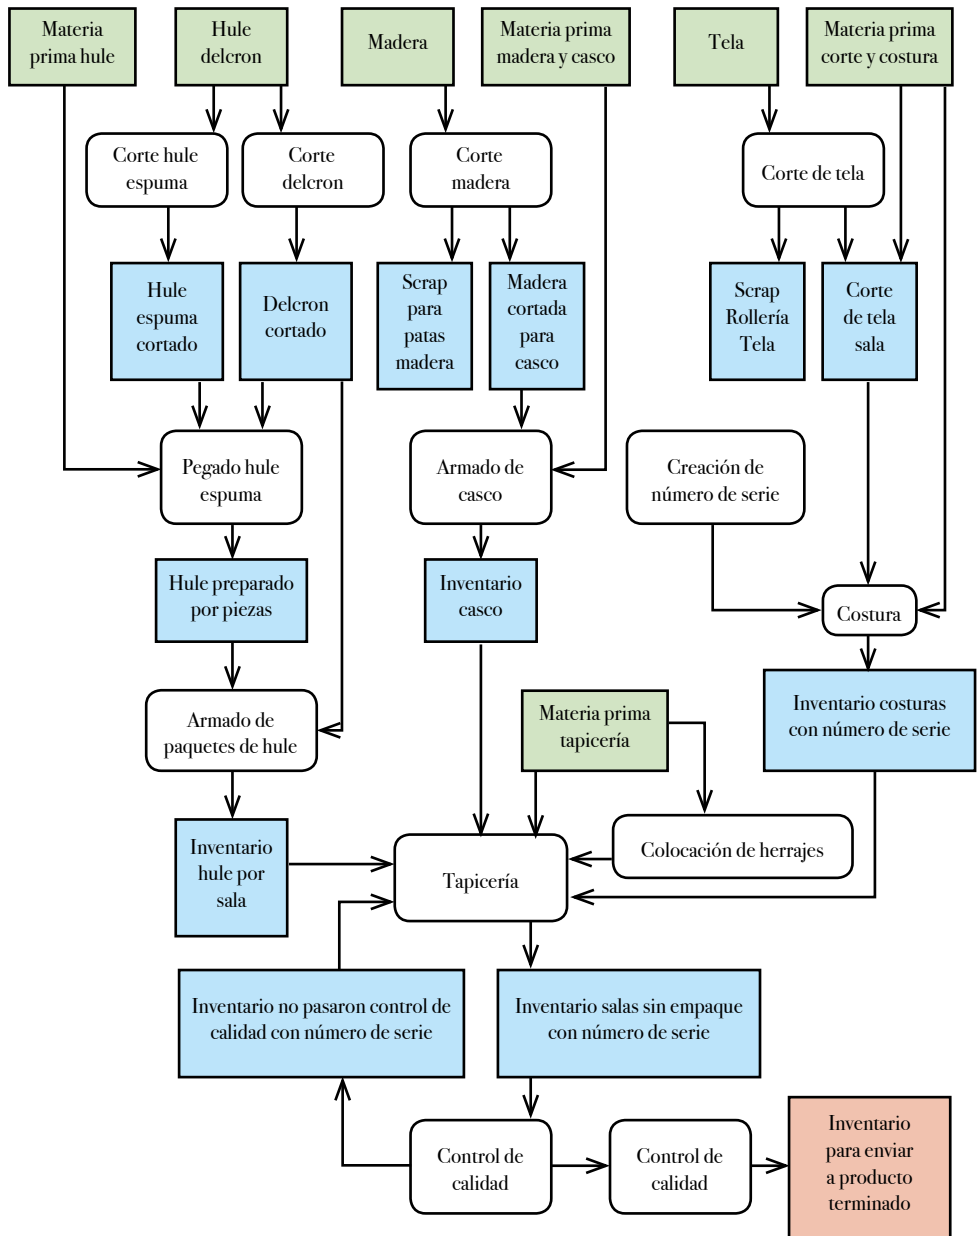 Materia
prima hule
Hule
delcron
Madera
Materia prima
madera y casco
Tela
Materia prima
corte y costura
Corte hule
espuma
Corte
delcron
Corte
madera
Corte de tela
Hule
espuma
cortado
Delcron
cortado
Scrap
para
patas
madera
Madera
cortada
para
casco
Scrap
Rollería
Tela
Corte
de tela
sala
Pegado hule
espuma
Armado de
casco
Creación de
número de serie
Hule preparado
por piezas
Inventario
casco
Costura
Armado de
paquetes de hule
Materia prima
tapicería
Inventario costuras
con número de serie
Inventario
hule por
sala
Tapicería
Colocación de herrajes
Inventario no pasaron control de
calidad con número de serie
Inventario salas sin empaque
con número de serie
Control de
calidad
Control de
calidad
Inventario
para enviar
a producto
terminado